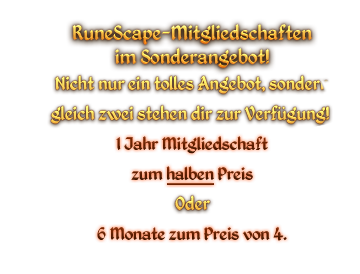 RuneScape-Mitgliedschaften
im Sonderangebot!
Nicht nur ein tolles Angebot, sondern
gleich zwei stehen dir zur Verfügung!
1 Jahr Mitgliedschaft
zum halben Preis
Oder
6 Monate zum Preis von 4.